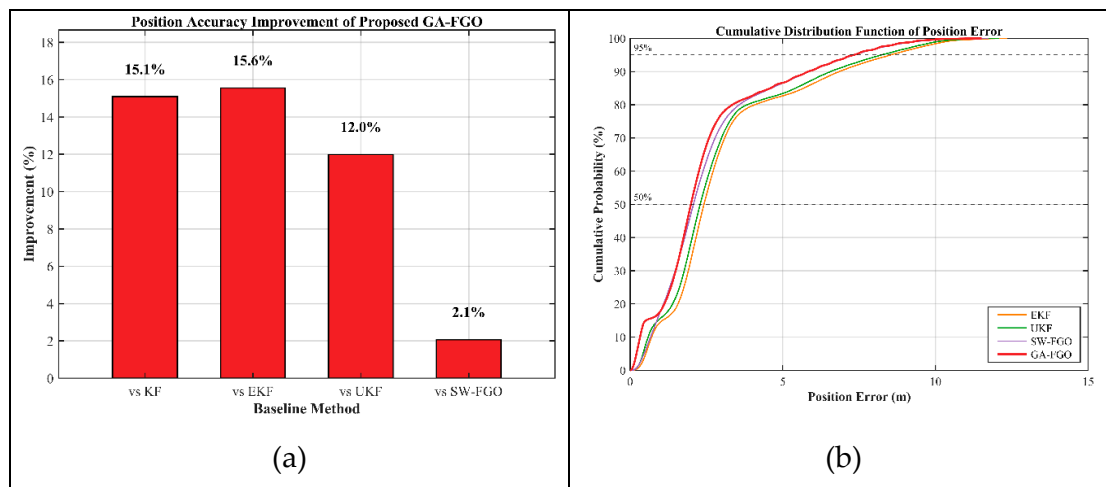 Position Accuracy Improvement of Proposed GA-FGO
18
16
14
12
10
8
6
4
2
0
Improvement (%)
15.1%
15.6%
12.0%
2.1%
vs KF
vs EKF
vs UKF
vs SW-FGO
Baseline Method
(a)
Cumulative Distribution Function of Position Error
100
90
80
70
60
50
40
30
20
10
0
Cumulative Probability (%)
95%
50%
EKF
UKF
SW-FGO
GA-FGO
0
5
10
15
Position Error (m)
(b)